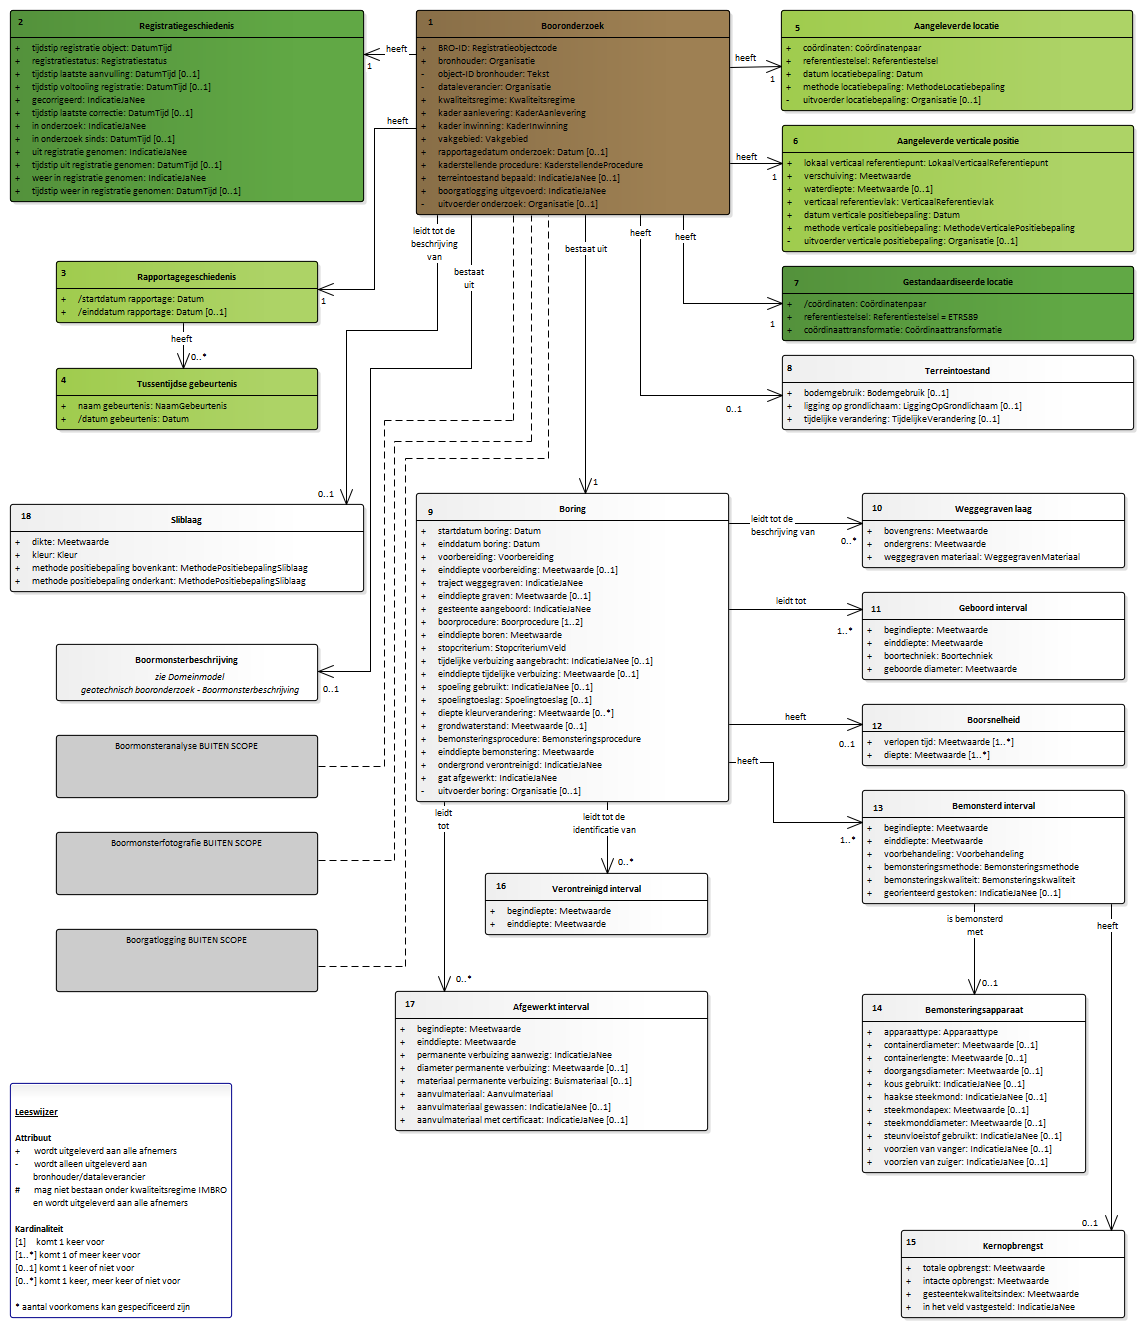 2
Registratiegeschiedenis
+ tijdstip registratie object: DatumTijd
+ registratiestatus: Registratiestatus
+ tijdstip laatste aanvulling: DatumTijd [0..1]
+ tijdstip voltooiing registratie: DatumTijd [0..1]
+ gecorrigeerd: IndicatieJaNee
+ tijdstip laatste correctie: DatumTijd [0..1]
+ in onderzoek: IndicatieJaNee
+ in onderzoek sinds: DatumTijd [0..1]
+ uit registratie genomen: IndicatieJaNee
+ tijdstip uit registratie genomen: DatumTijd [0..1]
+ weer in registratie genomen: IndicatieJaNee
+ tijdstip weer in registratie genomen: DatumTijd [0..1]
heeft
1
heeft
1
Booronderzoek
+ BRO-ID: Registratieobjectcode
+ bronhouder: Organisatie
- object-ID bronhouder: Tekst
- dataleverancier: Organisatie
+ kwaliteitsregime: Kwaliteitsregime
+ kader aanlevering: KaderAanlevering
+ kader inwinning: KaderInwinning
+ vakgebied: Vakgebied
+ rapportagedatum onderzoek: Datum [0..1]
+ kaderstellende procedure: KaderstellendeProcedure
+ terreintoestand bepaald: IndicatieJaNee [0..1]
+ boorgatlogging uitgevoerd: IndicatieJaNee
- uitvoerder onderzoek: Organisatie [0..1]
heeft
1
heeft
1
5
Aangeleverde locatie
+ coördinaten: Coördinatenpaar
+ referentiestelsel: Referentiestelsel
+ datum locatiebepaling: Datum
+ methode locatiebepaling: MethodeLocatiebepaling
- uitvoerder locatiebepaling: Organisatie [0..1]
6
Aangeleverde verticale positie
+ lokaal verticaal referentiepunt: LokaalVerticaalReferentiepunt
+ verschuiving: Meetwaarde
+ waterdiepte: Meetwaarde [0..1]
+ verticaal referentievlak: VerticaalReferentievlak
+ datum verticale positiebepaling: Datum
+ methode verticale positiebepaling: MethodeVerticalePositiebepaling
- uitvoerder verticale positiebepaling: Organisatie [0..1]
leidt tot de
beschrijving
van
bestaat
uit
bestaat uit
heeft
heeft
3
Rapportagegeschiedenis
+ /startdatum rapportage: Datum
+ /einddatum rapportage: Datum [0..1]
1
heeft
0..*
7
Gestandaardiseerde locatie
+ /coördinaten: Coördinatenpaar
+ referentiestelsel: Referentiestelsel = ETRS89
+ coördinaattransformatie: Coördinaattransformatie
1
4
Tussentijdse gebeurtenis
+ naam gebeurtenis: NaamGebeurtenis
+ /datum gebeurtenis: Datum
8
Terreintoestand
+ bodemgebruik: Bodemgebruik [0..1]
+ ligging op grondlichaam: LiggingOpGrondlichaam [0..1]
+ tijdelijke verandering: TijdelijkeVerandering [0..1]
0..1
0..1
1
18
Sliblaag
+ dikte: Meetwaarde
+ kleur: Kleur
+ methode positiebepaling bovenkant: MethodePositiebepalingSliblaag
+ methode positiebepaling onderkant: MethodePositiebepalingSliblaag
9
Boring
+ startdatum boring: Datum
+ einddatum boring: Datum
+ voorbereiding: Voorbereiding
+ einddiepte voorbereiding: Meetwaarde [0..1]
+ traject weggegraven: IndicatieJaNee
+ einddiepte graven: Meetwaarde [0..1]
+ gesteente aangeboord: IndicatieJaNee
+ boorprocedure: Boorprocedure [1..2]
+ einddiepte boren: Meetwaarde
+ stopcriterium: StopcriteriumVeld
+ tijdelijke verbuizing aangebracht: IndicatieJaNee [0..1]
+ einddiepte tijdelijke verbuizing: Meetwaarde [0..1]
+ spoeling gebruikt: IndicatieJaNee [0..1]
+ spoelingtoeslag: Spoelingtoeslag [0..1]
+ diepte kleurverandering: Meetwaarde [0..*]
+ grondwaterstand: Meetwaarde [0..1]
+ bemonsteringsprocedure: Bemonsteringsprocedure
+ einddiepte bemonstering: Meetwaarde
+ ondergrond verontreinigd: IndicatieJaNee
+ gat afgewerkt: IndicatieJaNee
- uitvoerder boring: Organisatie [0..1]
leidt tot de
beschrijving van
0..*
10
Weggegraven laag
+ bovengrens: Meetwaarde
+ ondergrens: Meetwaarde
+ weggegraven materiaal: WeggegravenMateriaal
leidt tot
1..*
11
Geboord interval
+ begindiepte: Meetwaarde
+ einddiepte: Meetwaarde
+ boortechniek: Boortechniek
+ geboorde diameter: Meetwaarde
Boormonsterbeschrijving
zie Domeinmodel
geotechnisch booronderzoek - Boormonsterbeschrijving
0..1
heeft
0..1
12
Boorsnelheid
+ verlopen tijd: Meetwaarde [1..*]
+ diepte: Meetwaarde [1..*]
Boormonsteranalyse BUITEN SCOPE
heeft
1..*
13
Bemonsterd interval
+ begindiepte: Meetwaarde
+ einddiepte: Meetwaarde
+ voorbehandeling: Voorbehandeling
+ bemonsteringsmethode: Bemonsteringsmethode
+ bemonsteringskwaliteit: Bemonsteringskwaliteit
+ georienteerd gestoken: IndicatieJaNee [0..1]
Boormonsterfotografie BUITEN SCOPE
leidt
tot
leidt tot de
identificatie van
0..*
16
Verontreinigd interval
+ begindiepte: Meetwaarde
+ einddiepte: Meetwaarde
is bemonsterd
met
heeft
Boorgatlogging BUITEN SCOPE
0..*
0..1
17
Afgewerkt interval
+ begindiepte: Meetwaarde
+ einddiepte: Meetwaarde
+ permanente verbuizing aanwezig: IndicatieJaNee
+ diameter permanente verbuizing: Meetwaarde [0..1]
+ materiaal permanente verbuizing: Buismateriaal [0..1]
+ aanvulmateriaal: Aanvulmateriaal
+ aanvulmateriaal gewassen: IndicatieJaNee [0..1]
+ aanvulmateriaal met certificaat: IndicatieJaNee [0..1]
14
Bemonsteringsapparaat
+ apparaattype: Apparaattype
+ containerdiameter: Meetwaarde [0..1]
+ containerlengte: Meetwaarde [0..1]
+ doorgangsdiameter: Meetwaarde [0..1]
+ kous gebruikt: IndicatieJaNee [0..1]
+ haakse steekmond: IndicatieJaNee [0..1]
+ steekmondapex: Meetwaarde [0..1]
+ steekmonddiameter: Meetwaarde [0..1]
+ steunvloeistof gebruikt: IndicatieJaNee [0..1]
+ voorzien van vanger: IndicatieJaNee [0..1]
+ voorzien van zuiger: IndicatieJaNee [0..1]
0..1
15
Kernopbrengst
+ totale opbrengst: Meetwaarde
+ intacte opbrengst: Meetwaarde
+ gesteentekwaliteitsindex: Meetwaarde
+ in het veld vastgesteld: IndicatieJaNee
Leeswijzer
Attribuut
+ wordt uitgeleverd aan alle afnemers
- wordt alleen uitgeleverd aan
bronhouder/dataleverancier
# mag niet bestaan onder kwaliteitsregime IMBRO
en wordt uitgeleverd aan alle afnemers
Kardinaliteit
[1] komt 1 keer voor
[1..*] komt 1 of meer keer voor
[0..1] komt 1 keer of niet voor
[0..*] komt 1 keer, meer keer of niet voor
* aantal voorkomens kan gespecificeerd zijn